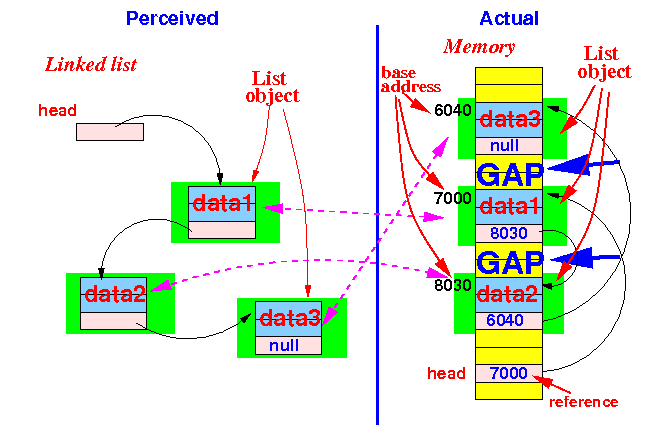 Perceived
Linked list
head
List
object
data1
data2
data3
null
Actual
Memory
List
object
base
address
6040
data3
null
GAP
7000
data1
8030
GAP
8030
data2
6040
head
7000
reference